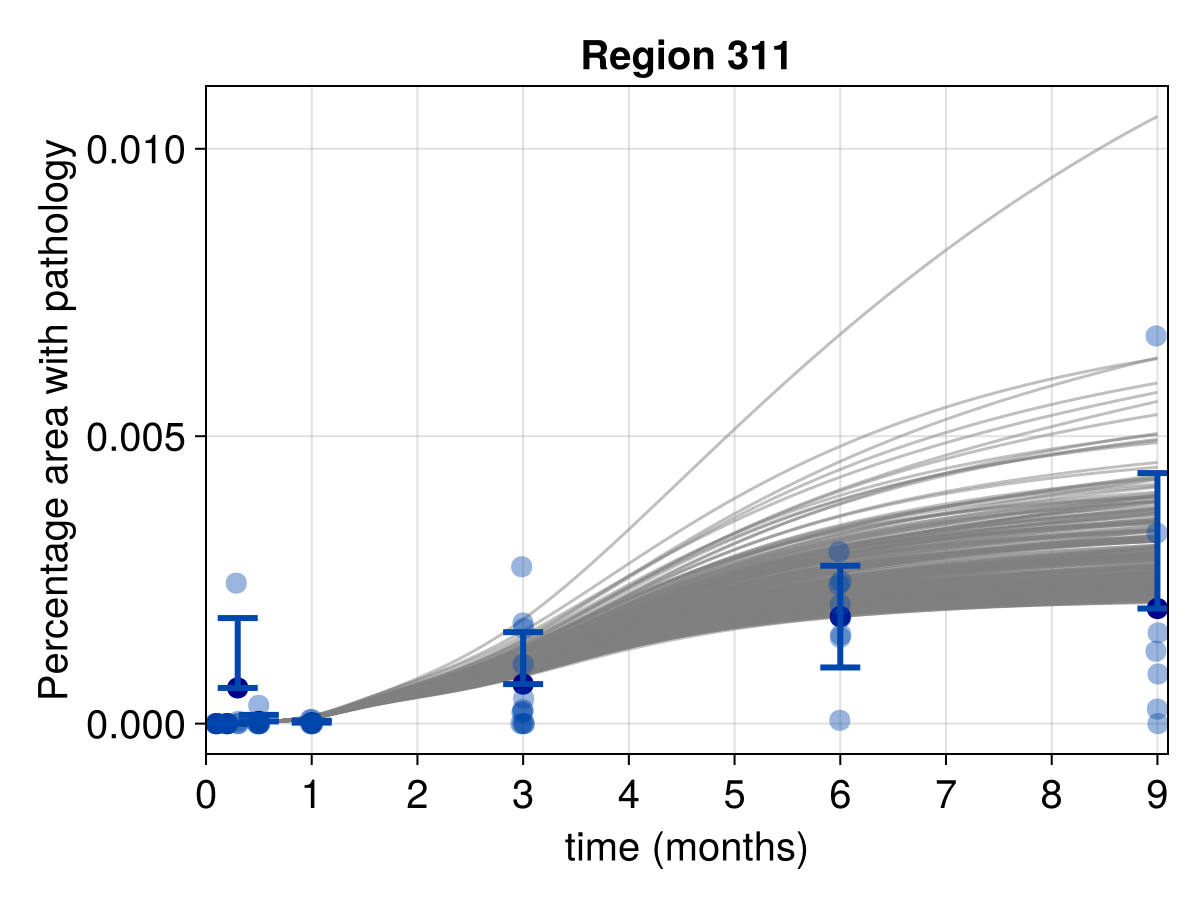 Region 311
Percentage area with pathology
0.010
0.005
0.000
0 1 2 3 4 5 6 7 8 9
time (months)